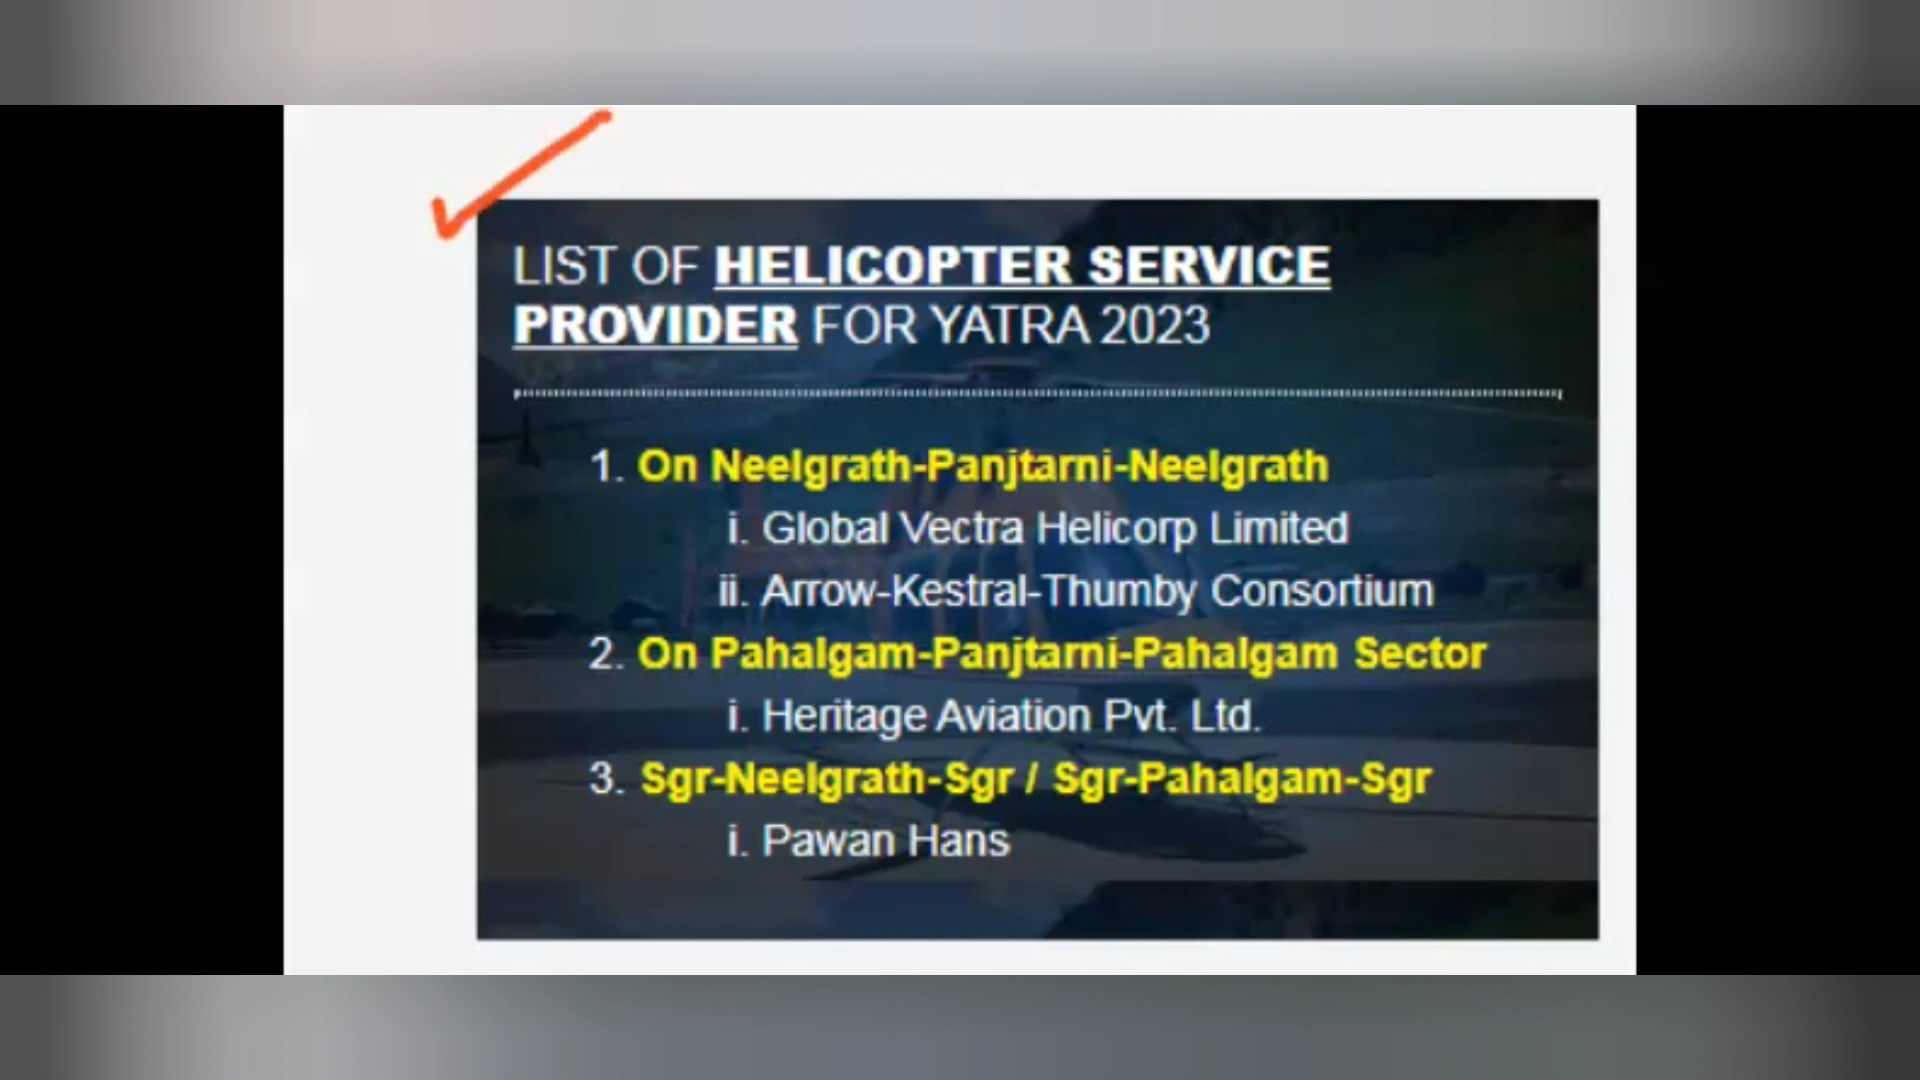 LIST OF HELICOPTER SERVICE
PROVIDER FOR YATRA 2023
1. On Neelgrath-Panjtarni-Neelgrath
i. Global Vectra Helicorp Limited
ii. Arrow-Kestral-Thumby Consortium
2. On Pahalgam-Panjtarni-Pahalgam Sector
i. Heritage Aviation Pvt. Ltd.
3. Sgr-Neelgrath-Sgr / Sgr-Pahalgam-Sgr
i. Pawan Hans